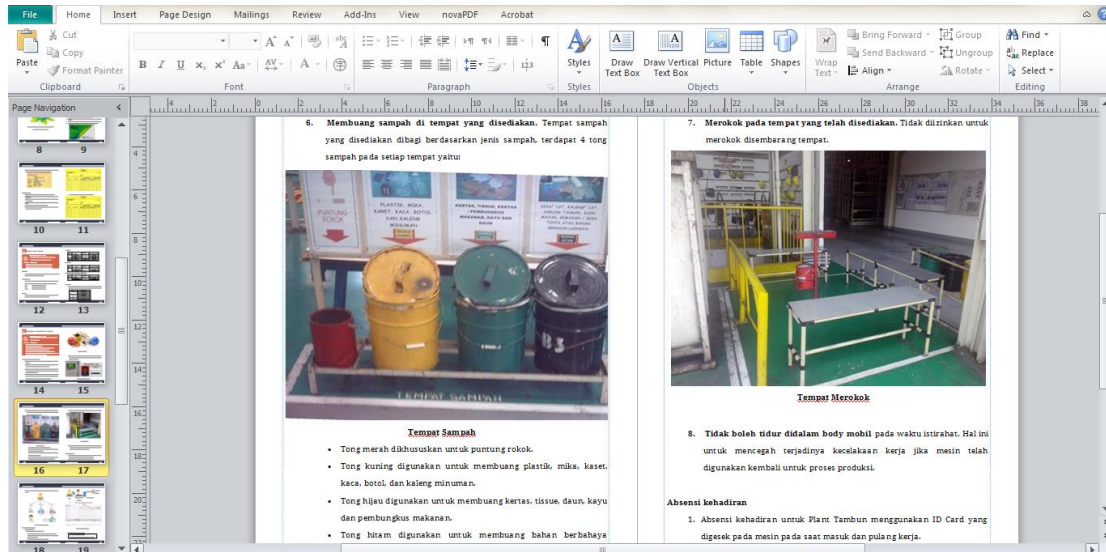 File Home Insert Page Design Mailings Review Add-Ins View novaPDF Acrobat
Paste
Cut
Copy
Format Painter
Clipboard
Font
Paragraph
Styles
Styles
Draw Text Box
Draw Vertical Text Box
Picture
Table
Shapes
Objects
Wrap Text
Bring Forward
Send Backward
Align
Group
Ungroup
Rotate
Arrange
Find
Replace
Select
Editing
Page Navigation
8 9
10 11
12 13
14 15
16 17
18 19
6. Membuang sampah di tempat yang disediakan. Tempat sampah
yang disediakan dibagi berdasarkan jenis sampah, terdapat 4 tong
sampah pada setiap tempat yaitu:
PUNTUNG
ROKOK
PLASTIK, MIKA,
KARET, KACA, BOTOL
DAN KALENG
MINUMAN
KERTAS, TISSUE, KANTAS
PEMBUNGKUS
MAKANAN, KAYU DAN
DAUN
B3
TEMPAT SAMPAH
Tempat Sampah
• Tong merah dikhususkan untuk puntung rokok.
• Tong kuning digunakan untuk membuang plastik, mika, kaset,
kaca, botol, dan kaleng minuman.
• Tong hijau digunakan untuk membuang kertas, tissue, daun, kayu
dan pembungkus makanan.
• Tong hitam digunakan untuk membuang bahan berbahaya
7. Merokok pada tempat yang telah disediakan. Tidak diizinkan untuk
merokok disembarang tempat.
Tempat Merokok
8. Tidak boleh tidur didalam body mobil pada waktu istirahat. Hal ini
untuk mencegah terjadinya kecelakaan kerja jika mesin telah
digunakan kembali untuk proses produksi.
Absensi kehadiran
1. Absensi kehadiran untuk Plant Tambun menggunakan ID Card yang
digesek pada mesin pada saat masuk dan pulang kerja.